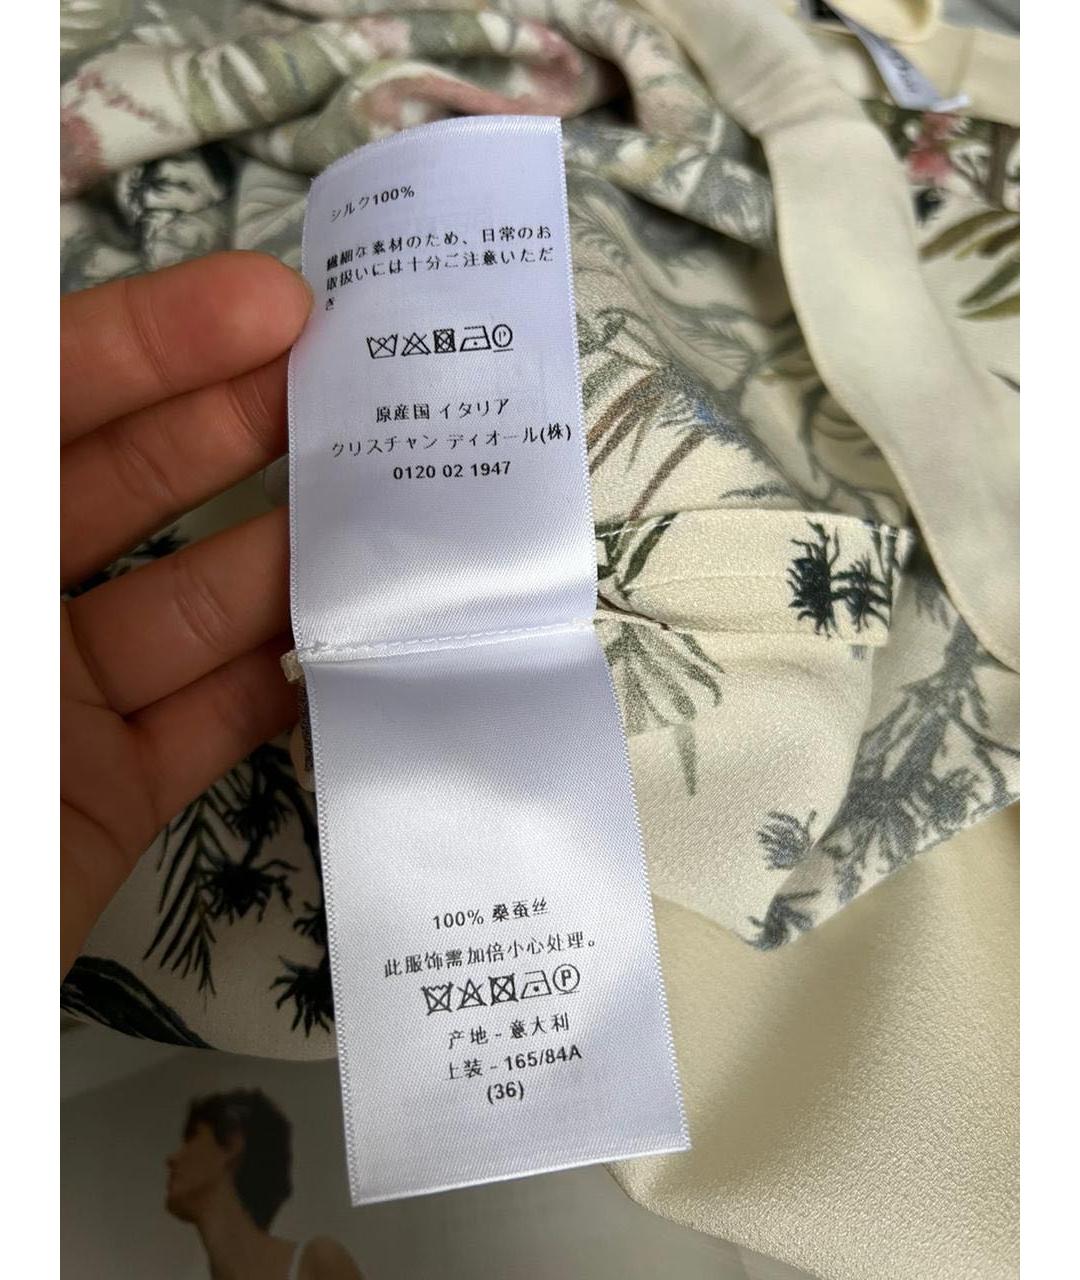 シルク100%
繊細な素材のため、日常のお
取扱いには十分ご注意いただ
き
P
原産国 イタリア
クリスチャン ディオール(株)
0120 02 1947
100% 桑蚕丝
此服饰需加倍小心处理。
P
产地 - 意大利
上装 - 165/84A
(36)